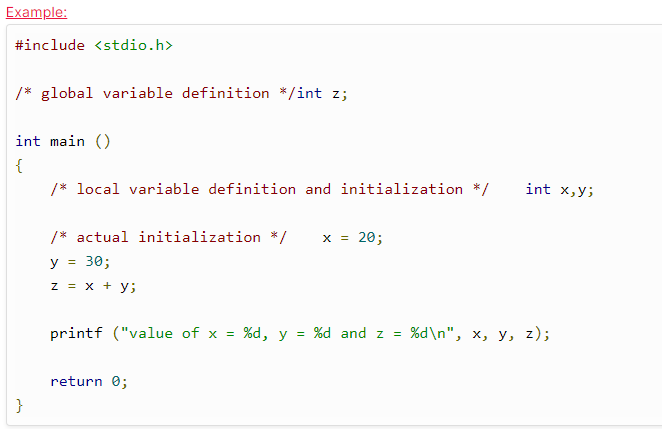 Example:
#include <stdio.h>
/* global variable definition */int z;
int main ()
{
/* local variable definition and initialization */    int x,y;
/* actual initialization */    x = 20;
y = 30;
z = x + y;
printf ("value of x = %d, y = %d and z = %d\n", x, y, z);
return 0;
}